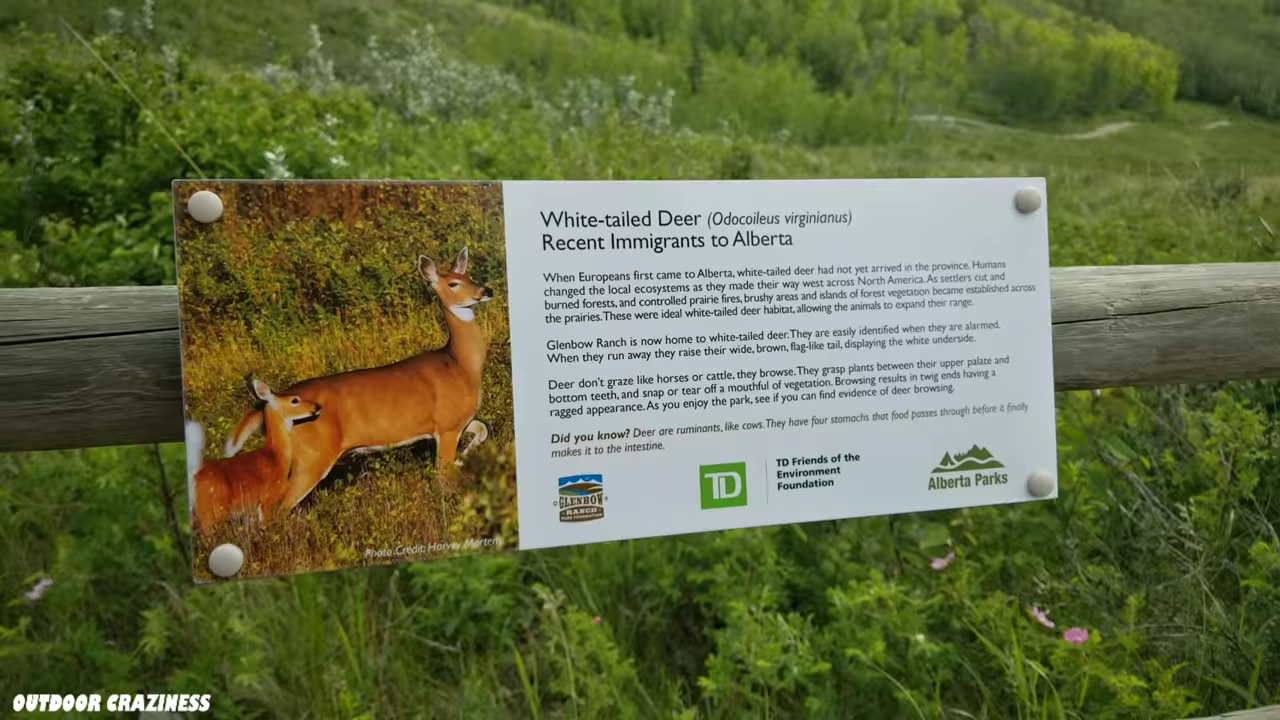 White-tailed Deer (Odocoileus virginianus)
Recent Immigrants to Alberta
When Europeans first came to Alberta, white-tailed deer had not yet arrived in the province. Humans
changed the local ecosystems as they made their way west across North America. As settlers cut and
burned forests, and controlled prairie fires, brushy areas and islands of forest vegetation became established across
the prairies. These were ideal white-tailed deer habitat, allowing the animals to expand their range.
Glenbow Ranch is now home to white-tailed deer. They are easily identified when they are alarmed.
When they run away they raise their wide, brown, flag-like tail, displaying the white underside.
Deer don't graze like horses or cattle, they browse. They grasp plants between their upper palate and
bottom teeth, and snap or tear off a mouthful of vegetation. Browsing results in twig ends having a
ragged appearance. As you enjoy the park, see if you can find evidence of deer browsing.
Did you know? Deer are ruminants, like cows. They have four stomachs that food passes through before it finally
makes it to the intestine.
GLENBOW
RANCH
PARK FOUNDATION
TD
TD Friends of the
Environment
Foundation
Alberta Parks
Photo Credit: Harvey Martens
OUTDOOR CRAZINESS